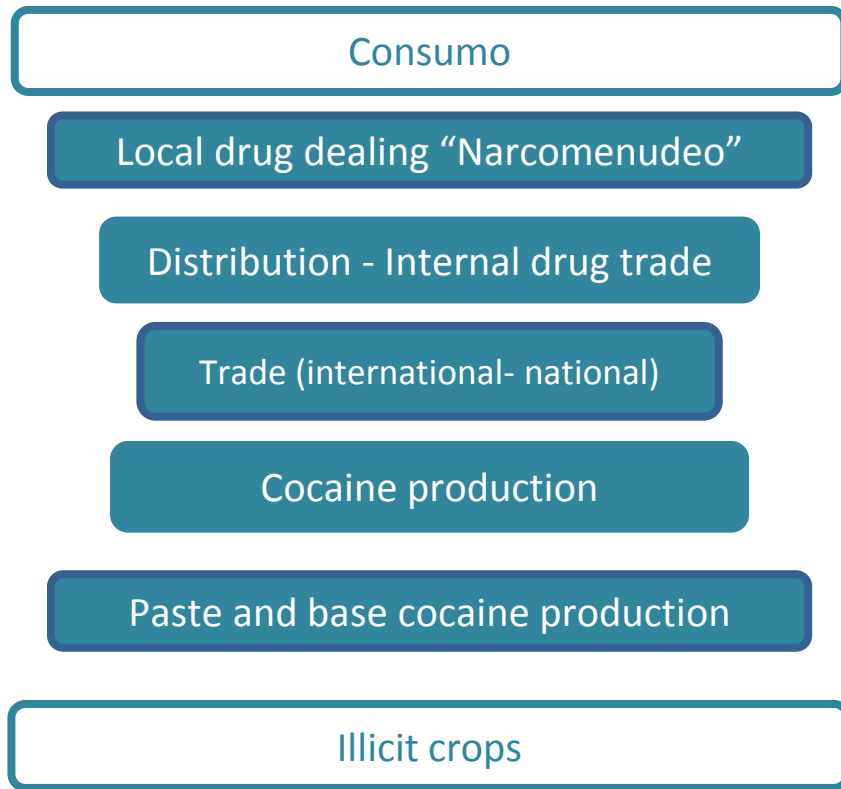 Consumo
Local drug dealing “Narcomenudeo”
Distribution - Internal drug trade
Trade (international- national)
Cocaine production
Paste and base cocaine production
Illicit crops